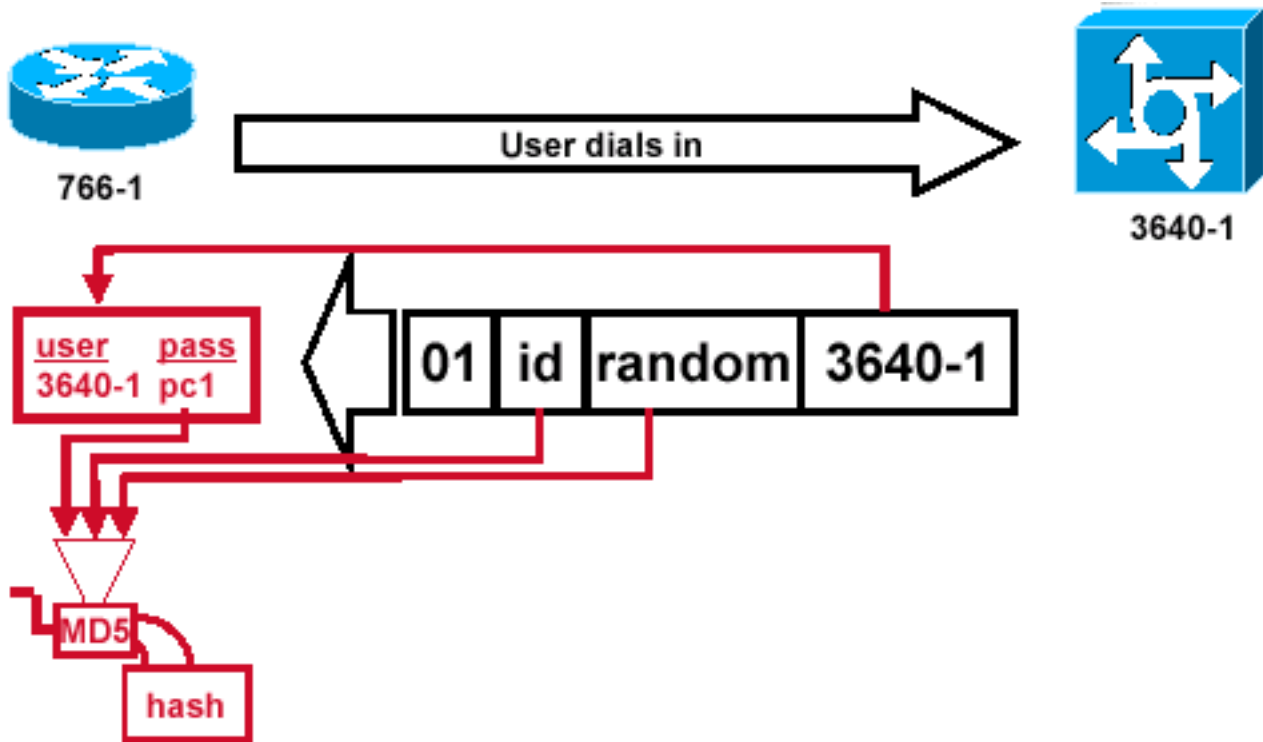 User dials in
766-1
3640-1
user pass
3640-1 pc1
01 id random 3640-1
MD5
hash